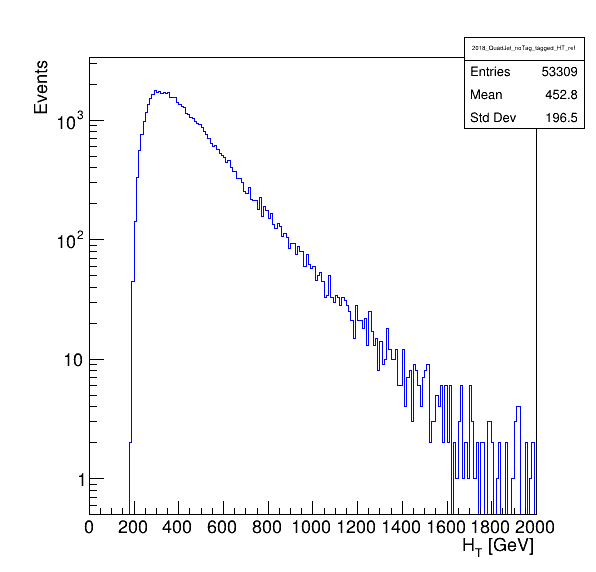 2018_QuadJet_noTag_tagged_HT_ref
Entries 53309
Mean 452.8
Std Dev 196.5
Events
10³
10²
10
1
0 200 400 600 800 1000 1200 1400 1600 1800 2000
H_T [GeV]